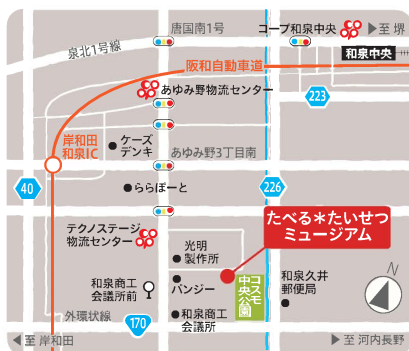 唐国南1号
コープ和泉中央
▶至 堺
泉北1号線
和泉中央
阪和自動車道
あゆみ野物流センター
223
岸和田
和泉IC
ケーズ
デンキ
あゆみ野3丁目南
40
ららぽーと
226
たべる＊たいせつ
ミュージアム
テクノステージ
物流センター
光明
製作所
和泉商工
会議所前
バンジー
コスモ
中央公園
和泉久井
郵便局
N
外環状線
170
和泉商工
会議所
◀至 岸和田
▶至 河内長野